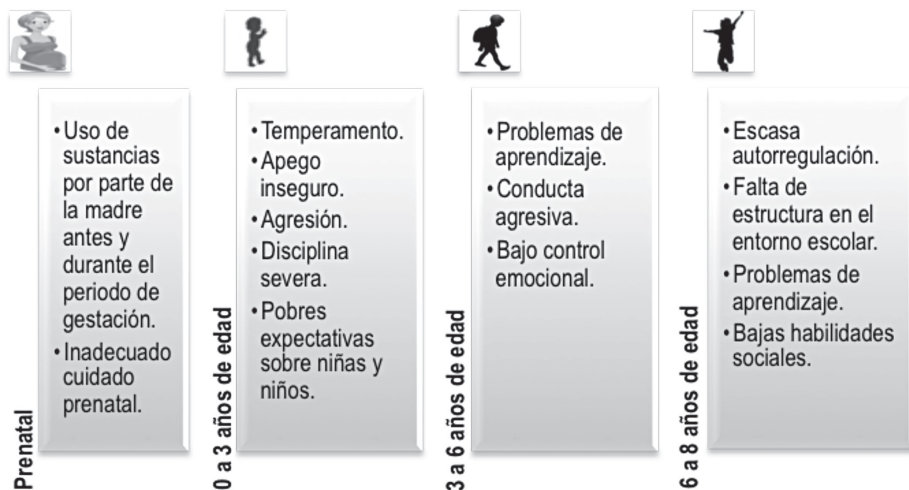 Prenatal
•Uso de
sustancias
por parte de
la madre
antes y
durante el
periodo de
gestación.
•Inadecuado
cuidado
prenatal.
0 a 3 años de edad
•Temperamento.
•Apego
inseguro.
•Agresión.
•Disciplina
severa.
•Pobres
expectativas
sobre niñas y
niños.
3 a 6 años de edad
•Problemas de
aprendizaje.
•Conducta
agresiva.
•Bajo control
emocional.
6 a 8 años de edad
•Escasa
autorregulación.
•Falta de
estructura en el
entorno escolar.
•Problemas de
aprendizaje.
•Bajas habilidades
sociales.